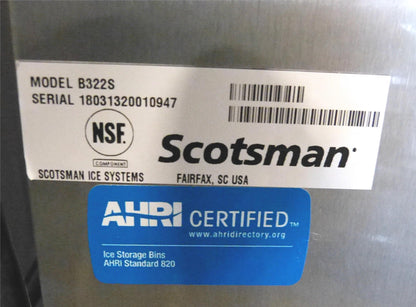 MODEL B322S
SERIAL 18031320010947
NSF.
COMPONENT
Scotsman
SCOTSMAN ICE SYSTEMS FAIRFAX, SC USA
AHRI CERTIFIED™
www.ahridirectory.org
Ice Storage Bins
AHRI Standard 820